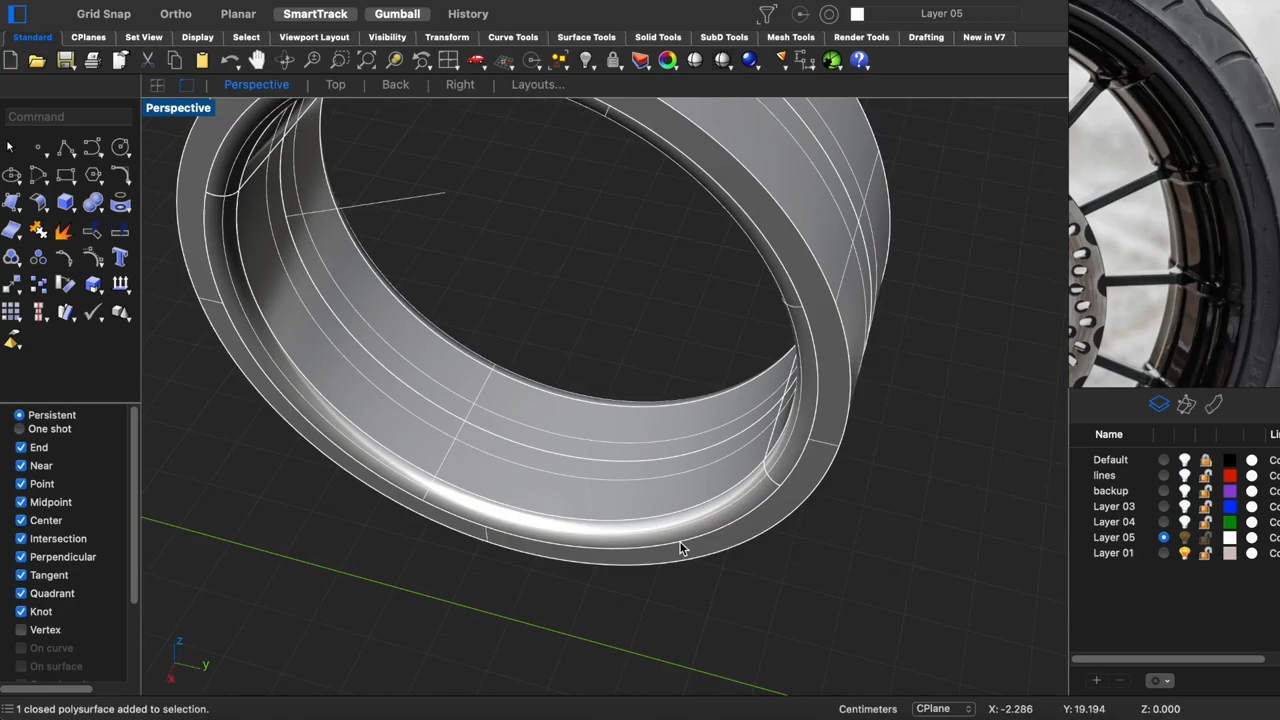 Grid Snap Ortho Planar SmartTrack Gumball History Layer 05
Standard CPlanes Set View Display Select Viewport Layout Visibility Transform Curve Tools Surface Tools Solid Tools SubD Tools Mesh Tools Render Tools Drafting New in V7
Perspective Top Back Right Layouts...
Perspective
Command
Persistent
One shot
End
Near
Point
Midpoint
Center
Intersection
Perpendicular
Tangent
Quadrant
Knot
Vertex
On curve
On surface
z
y
x
Name
Default
lines
backup
Layer 03
Layer 04
Layer 05
Layer 01
1 closed polysurface added to selection. Centimeters CPlane X: -2.286 Y: 19.194 Z: 0.000